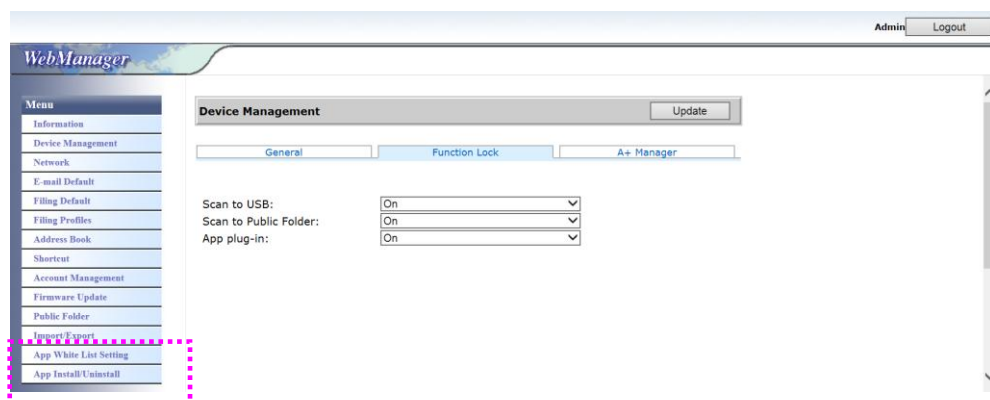 Admin Logout
WebManager
Menu
Information
Device Management
Network
E-mail Default
Filing Default
Filing Profiles
Address Book
Shortcut
Account Management
Firmware Update
Public Folder
Import/Export
App White List Setting
App Install/Uninstall
Device Management Update
General Function Lock A+ Manager
Scan to USB: On
Scan to Public Folder: On
App plug-in: On